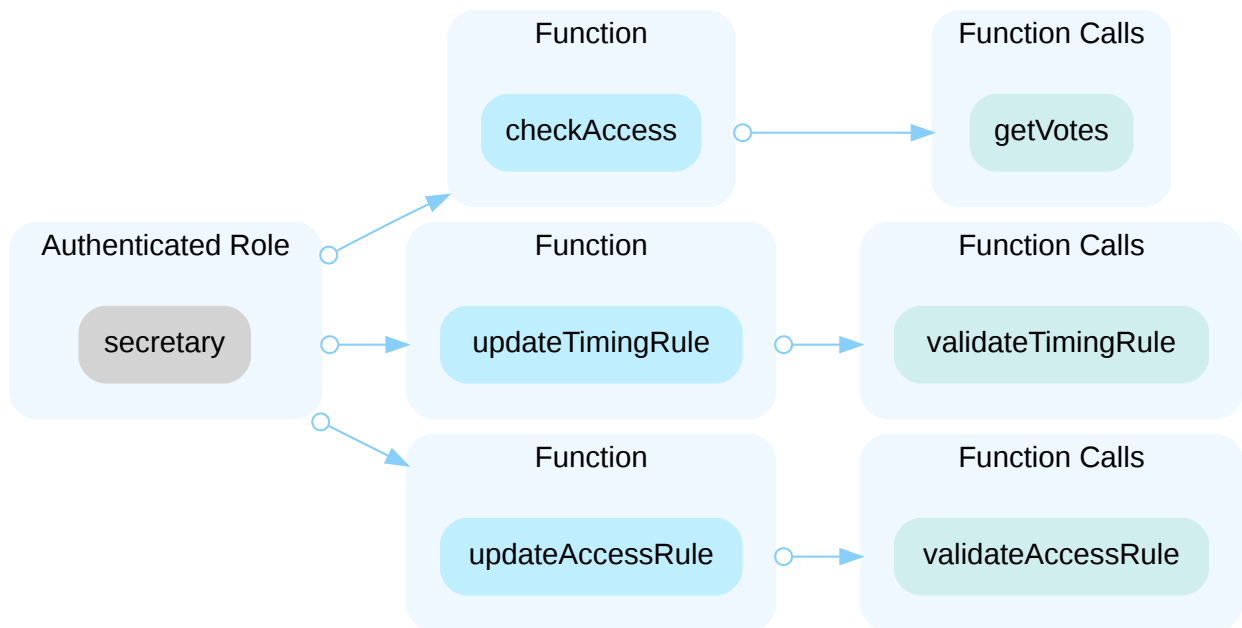 Function
checkAccess
Function Calls
getVotes
Authenticated Role
secretary
Function
updateTimingRule
Function Calls
validateTimingRule
Function
updateAccessRule
Function Calls
validateAccessRule